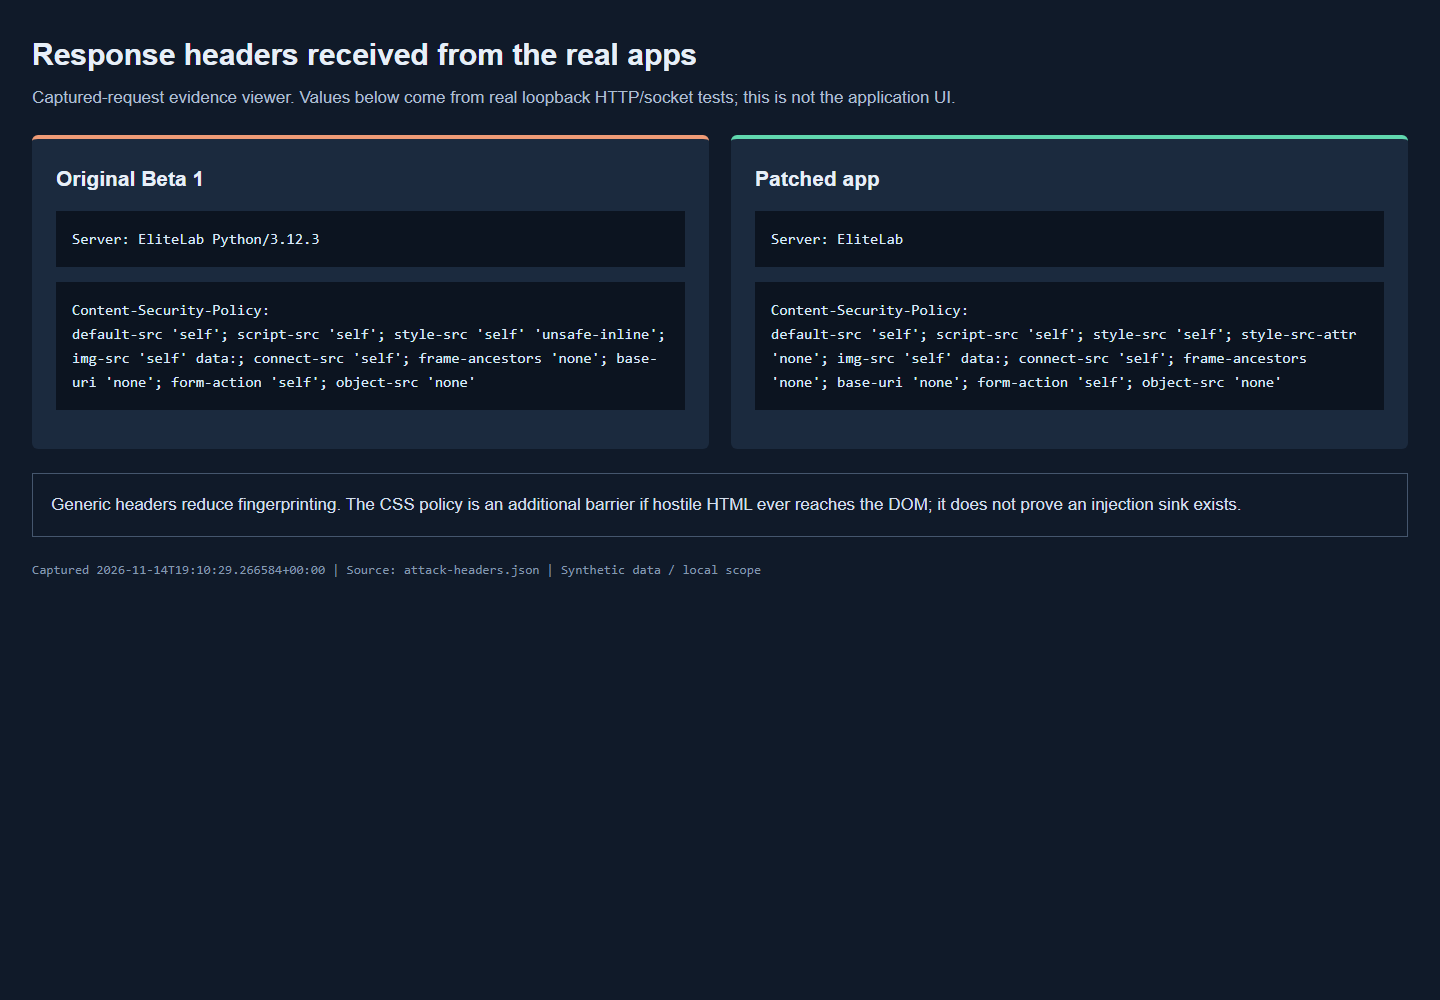 Response headers received from the real apps
Captured-request evidence viewer. Values below come from real loopback HTTP/socket tests; this is not the application UI.
Original Beta 1
Server: EliteLab Python/3.12.3
Content-Security-Policy:
default-src 'self'; script-src 'self'; style-src 'self' 'unsafe-inline';
img-src 'self' data:; connect-src 'self'; frame-ancestors 'none'; base-
uri 'none'; form-action 'self'; object-src 'none'
Patched app
Server: EliteLab
Content-Security-Policy:
default-src 'self'; script-src 'self'; style-src 'self'; style-src-attr
'none'; img-src 'self' data:; connect-src 'self'; frame-ancestors
'none'; base-uri 'none'; form-action 'self'; object-src 'none'
Generic headers reduce fingerprinting. The CSS policy is an additional barrier if hostile HTML ever reaches the DOM; it does not prove an injection sink exists.
Captured 2026-11-14T19:10:29.266584+00:00 | Source: attack-headers.json | Synthetic data / local scope